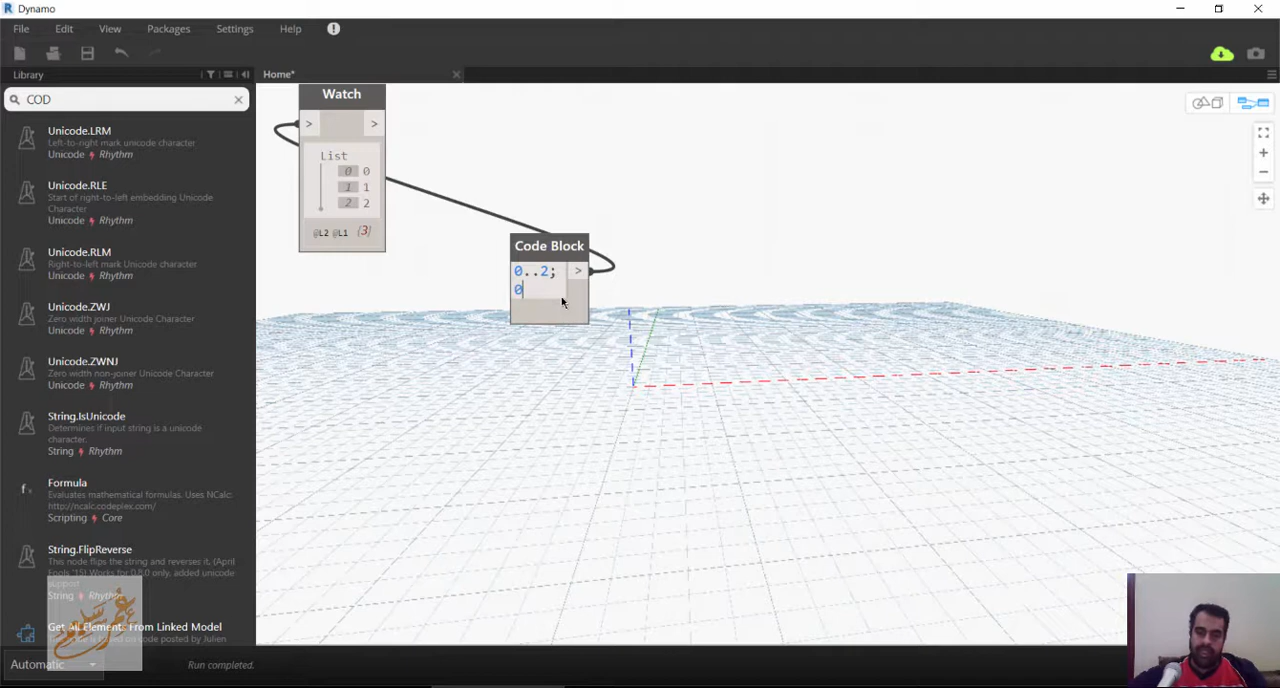 Dynamo
File Edit View Packages Settings Help
Library
Home*
COD
Unicode.LRM
Left-to-right mark unicode character
Unicode Rhythm
Unicode.RLE
Start of right-to-left embedding Unicode
Character
Unicode Rhythm
Unicode.RLM
Right-to-left mark Unicode Character
Unicode Rhythm
Unicode.ZWJ
Zero width joiner Unicode Character
Unicode Rhythm
Unicode.ZWNJ
Zero width non-joiner Unicode Character
Unicode Rhythm
String.IsUnicode
Determines if input string is a unicode
character.
String Rhythm
Formula
Evaluates mathematical formulas. Uses NCalc:
http://ncalc.codeplex.com/
Scripting Core
String.FlipReverse
This node flips the string and reverses it. (April
Fools '15) Works for 0.8.0 only, added unicode
support
String Rhythm
Get All Element From Linked Model
Julien
Automatic
Run completed.
Watch
> >
List
0 0
1 1
2 2
@L2 @L1 {3}
Code Block
0..2; >
0